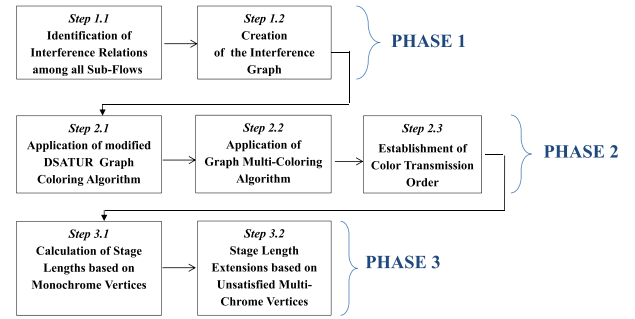 Step 1.1
Identification of
Interference Relations
among all Sub-Flows
Step 1.2
Creation
of the Interference
Graph
PHASE 1
Step 2.1
Application of modified
DSATUR Graph
Coloring Algorithm
Step 2.2
Application of
Graph Multi-Coloring
Algorithm
Step 2.3
Establishment of
Color Transmission
Order
PHASE 2
Step 3.1
Calculation of Stage
Lengths based on
Monochrome Vertices
Step 3.2
Stage Length
Extensions based on
Unsatisfied Multi-
Chrome Vertices
PHASE 3